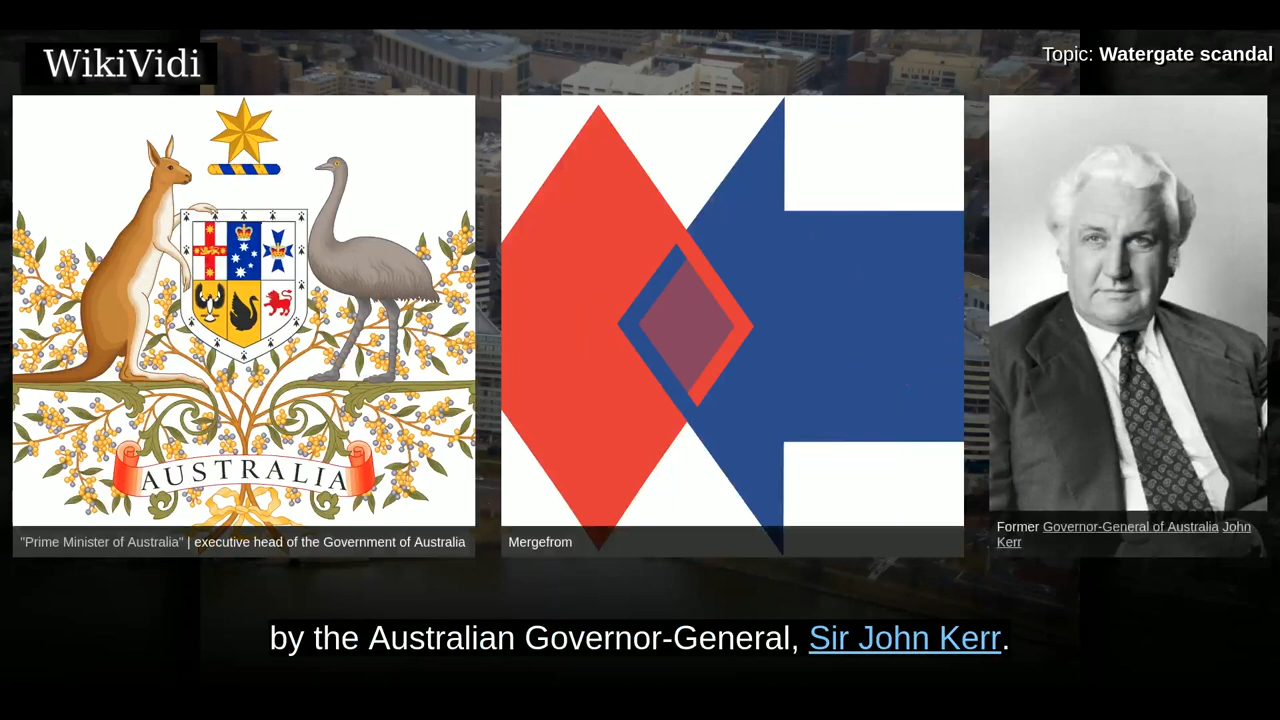 WikiVidi
Topic: Watergate scandal
AUSTRALIA
"Prime Minister of Australia" | executive head of the Government of Australia
Mergefrom
Former Governor-General of Australia John
Kerr
by the Australian Governor-General, Sir John Kerr.